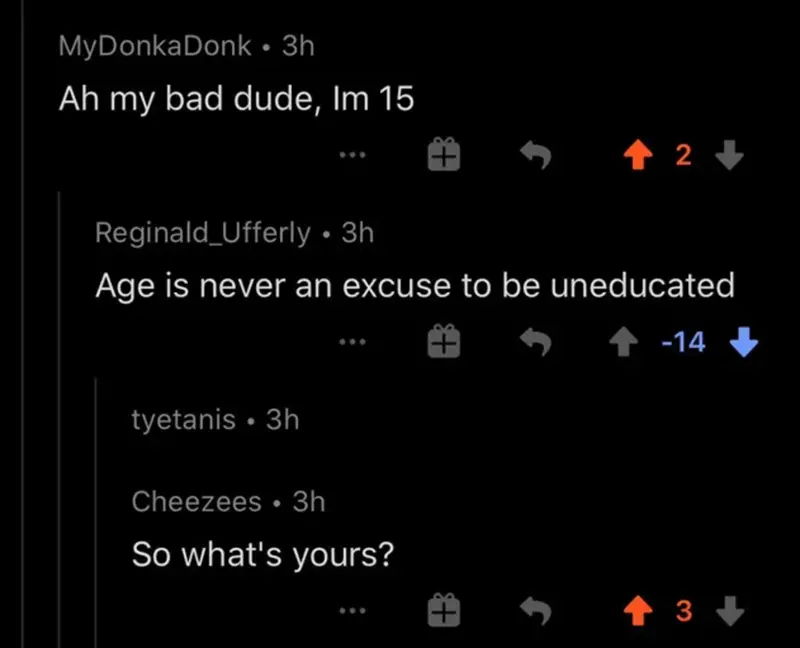 MyDonkaDonk • 3h
Ah my bad dude, Im 15
2
Reginald_Ufferly • 3h
Age is never an excuse to be uneducated
-14
tyetanis • 3h
Cheezees • 3h
So what's yours?
3